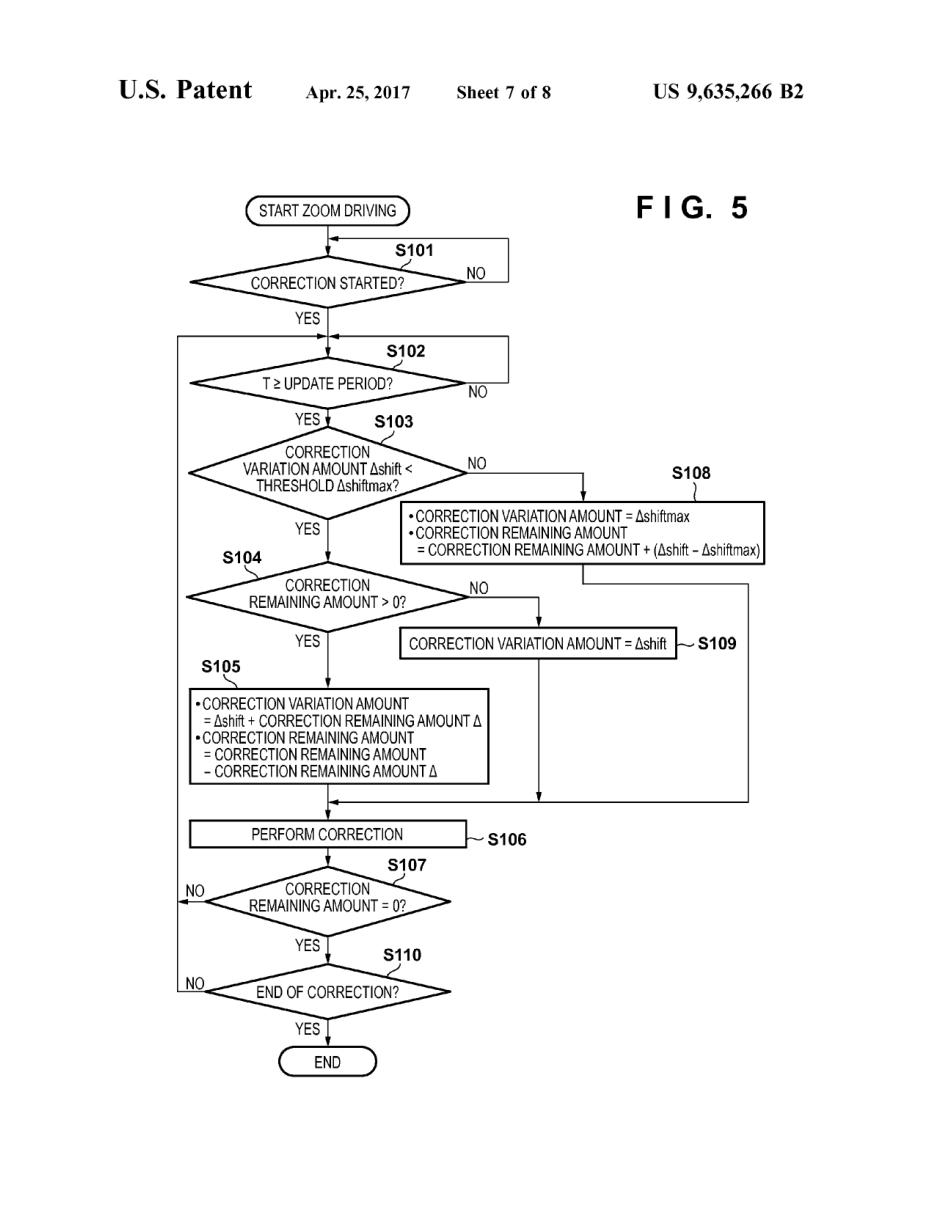 U.S. Patent Apr. 25, 2017 Sheet 7 of 8 US 9,635,266 B2
FIG. 5
START ZOOM DRIVING
S101
CORRECTION STARTED?
NO
YES
S102
T ≥ UPDATE PERIOD?
NO
YES
S103
CORRECTION
VARIATION AMOUNT Δshift <
THRESHOLD Δshiftmax?
NO
YES
S108
•CORRECTION VARIATION AMOUNT = Δshiftmax
•CORRECTION REMAINING AMOUNT
= CORRECTION REMAINING AMOUNT + (Δshift – Δshiftmax)
S104
CORRECTION
REMAINING AMOUNT > 0?
NO
YES
CORRECTION VARIATION AMOUNT = Δshift
S109
S105
•CORRECTION VARIATION AMOUNT
= Δshift + CORRECTION REMAINING AMOUNT Δ
•CORRECTION REMAINING AMOUNT
= CORRECTION REMAINING AMOUNT
– CORRECTION REMAINING AMOUNT Δ
PERFORM CORRECTION
S106
S107
CORRECTION
REMAINING AMOUNT = 0?
NO
YES
S110
END OF CORRECTION?
NO
YES
END